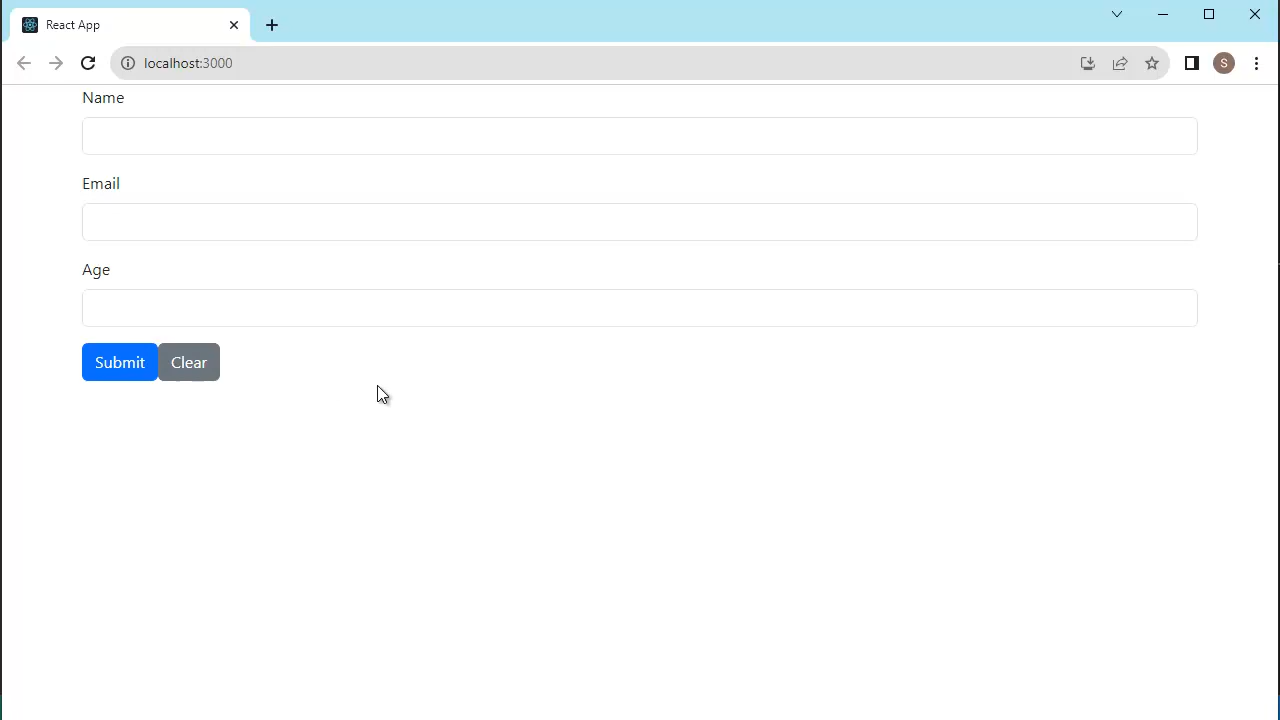 React App
localhost:3000
S
Name
Email
Age
Submit Clear